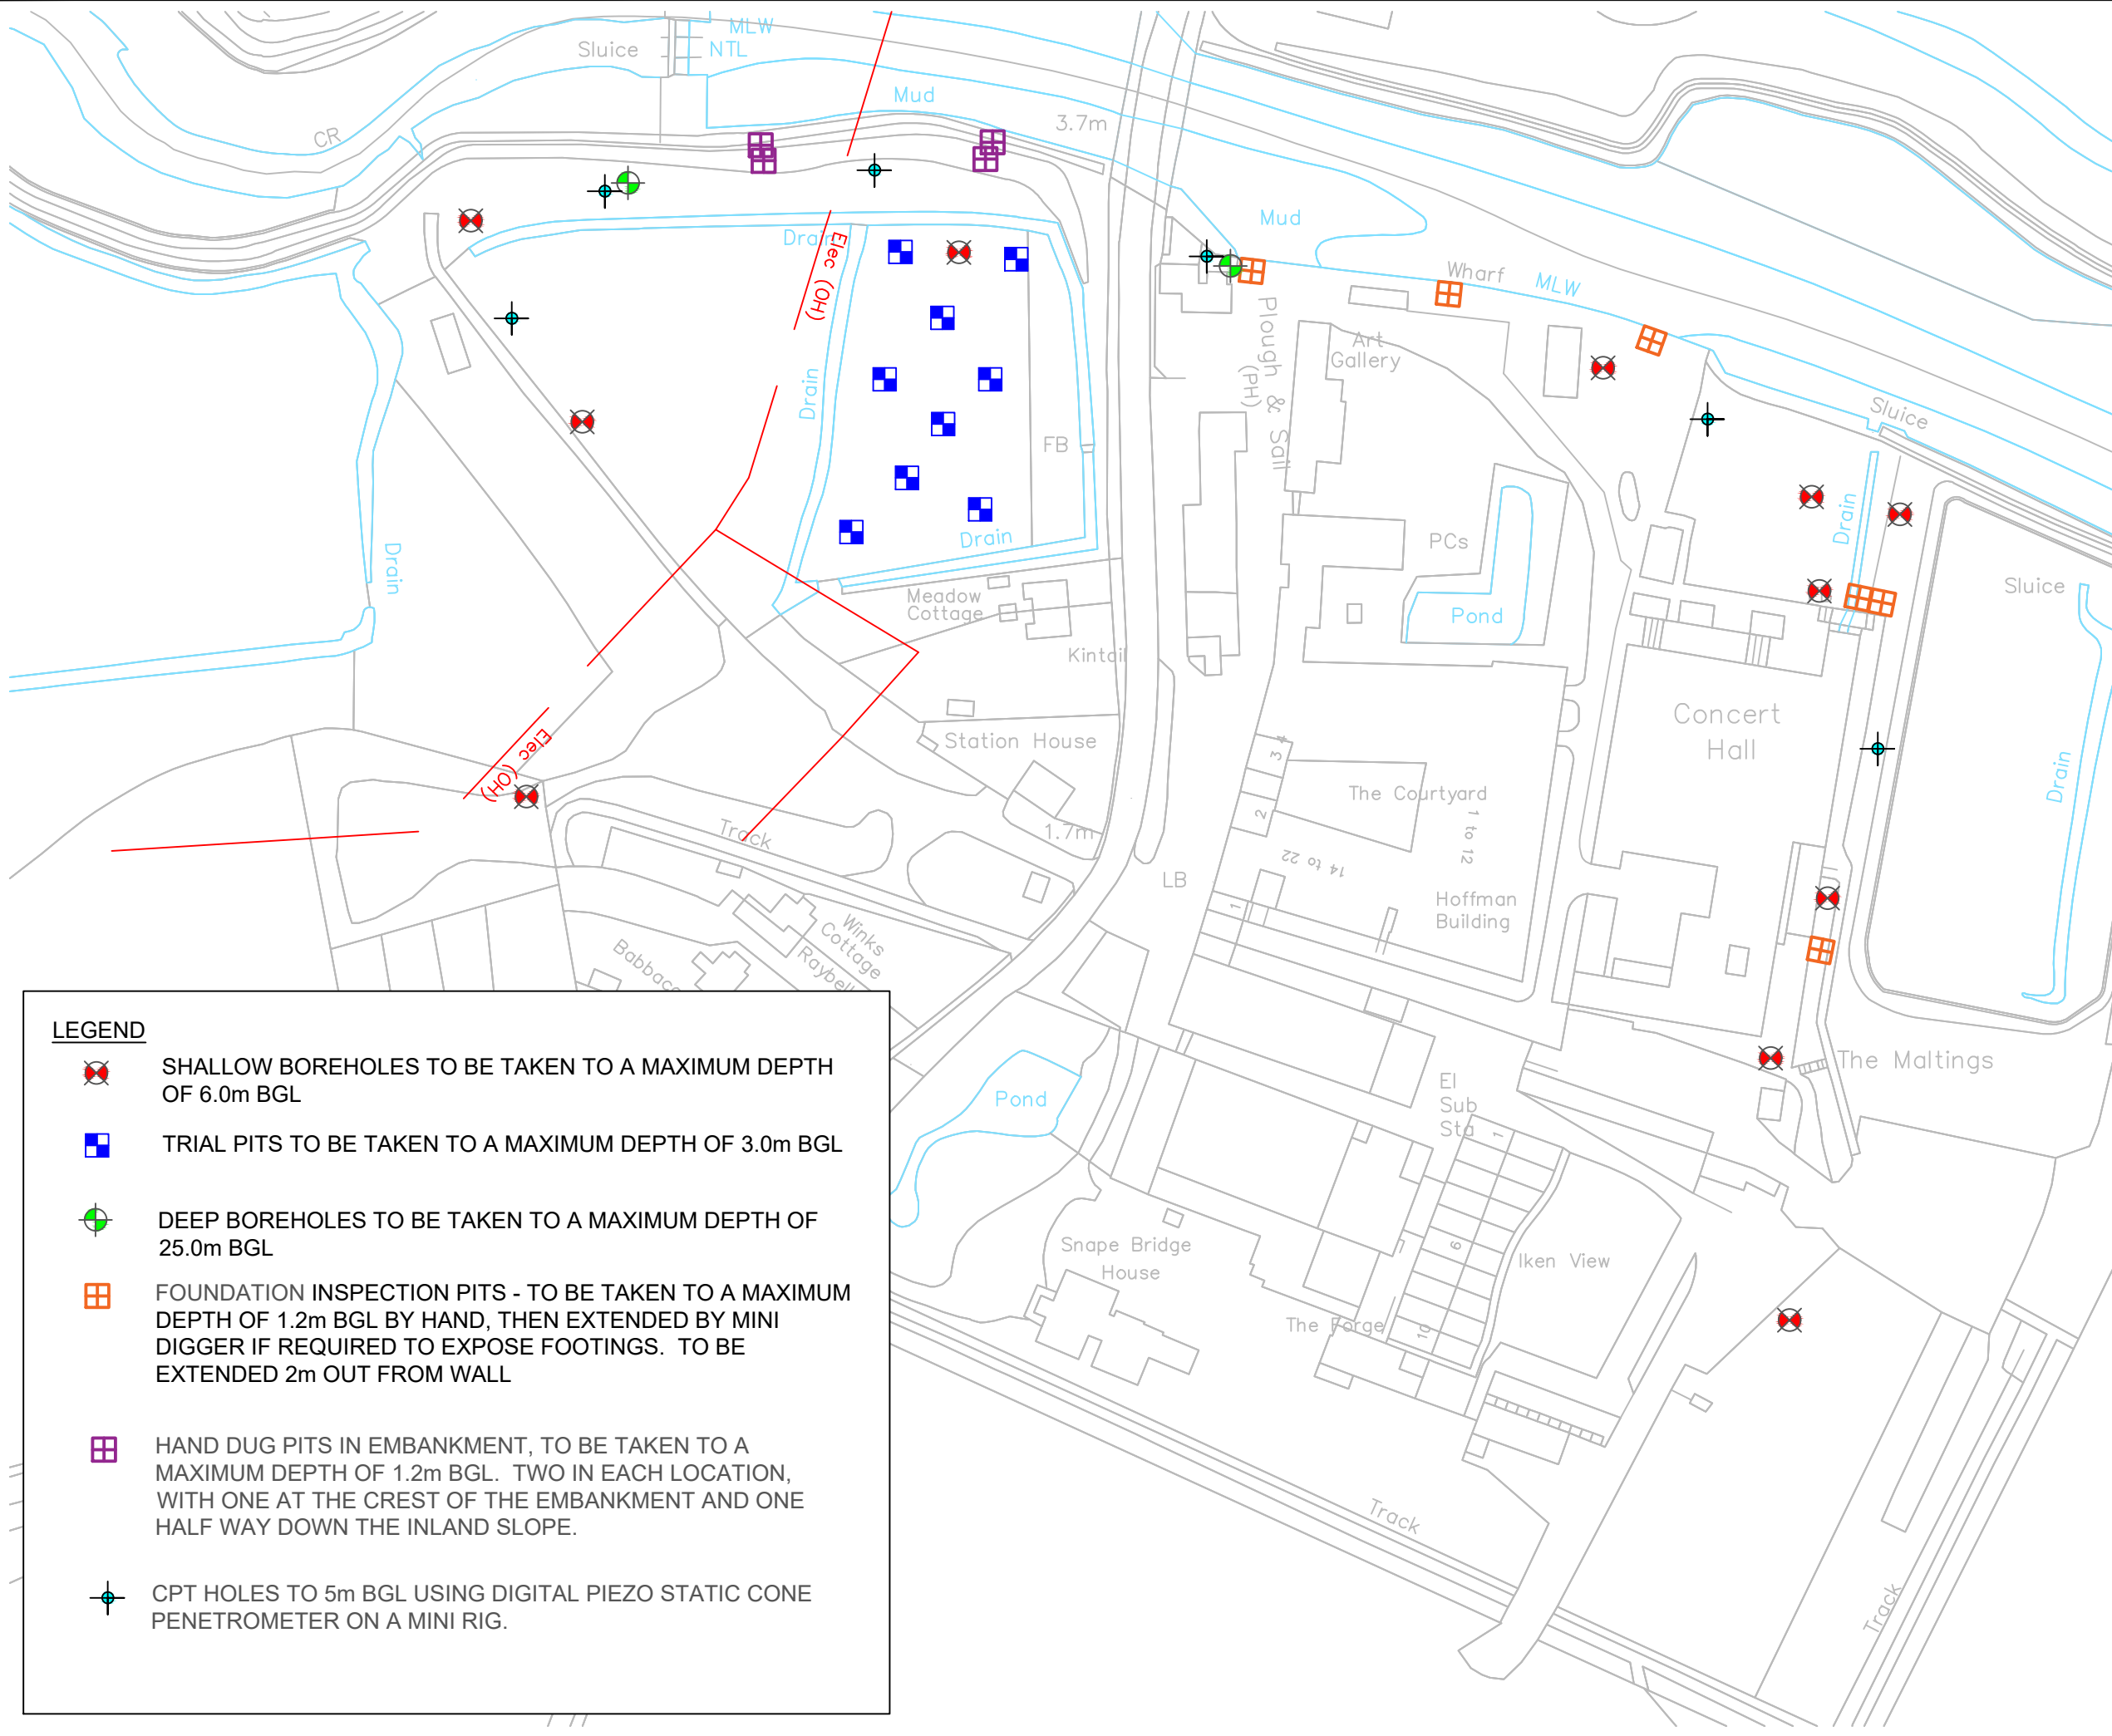 MLW
NTL
Sluice
Mud
CR
3.7m
Mud
Drain
Elec (OH)
Wharf
MLW
Plough & Sail
(PH)
Art
Gallery
Drain
FB
Sluice
Drain
Drain
Drain
PCs
Pond
Sluice
Meadow
Cottage
Kintail
Concert
Hall
Station House
Elec (OH)
Drain
3 4
2
The Courtyard
1 to 12
14 to 22
Track
1.7m
LB
1
Hoffman
Building
Winks
Cottage
Raybell
Babbaco
The Maltings
El
Sub
Sta
Pond
1
6
10
Snape Bridge
House
Iken View
The Forge
Track
Track
LEGEND
SHALLOW BOREHOLES TO BE TAKEN TO A MAXIMUM DEPTH
OF 6.0m BGL
TRIAL PITS TO BE TAKEN TO A MAXIMUM DEPTH OF 3.0m BGL
DEEP BOREHOLES TO BE TAKEN TO A MAXIMUM DEPTH OF
25.0m BGL
FOUNDATION INSPECTION PITS - TO BE TAKEN TO A MAXIMUM
DEPTH OF 1.2m BGL BY HAND, THEN EXTENDED BY MINI
DIGGER IF REQUIRED TO EXPOSE FOOTINGS. TO BE
EXTENDED 2m OUT FROM WALL
HAND DUG PITS IN EMBANKMENT, TO BE TAKEN TO A
MAXIMUM DEPTH OF 1.2m BGL. TWO IN EACH LOCATION,
WITH ONE AT THE CREST OF THE EMBANKMENT AND ONE
HALF WAY DOWN THE INLAND SLOPE.
CPT HOLES TO 5m BGL USING DIGITAL PIEZO STATIC CONE
PENETROMETER ON A MINI RIG.